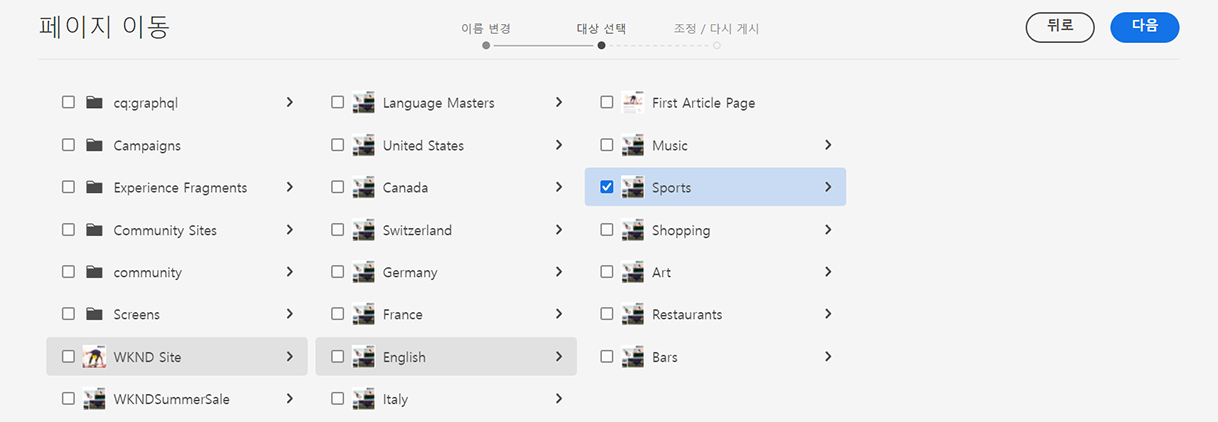 페이지 이동
이름 변경
대상 선택
조정 / 다시 게시
뒤로
다음
cq:graphql
Campaigns
Experience Fragments
Community Sites
community
Screens
WKND Site
WKNDSummerSale
Language Masters
United States
Canada
Switzerland
Germany
France
English
Italy
First Article Page
Music
Sports
Shopping
Art
Restaurants
Bars